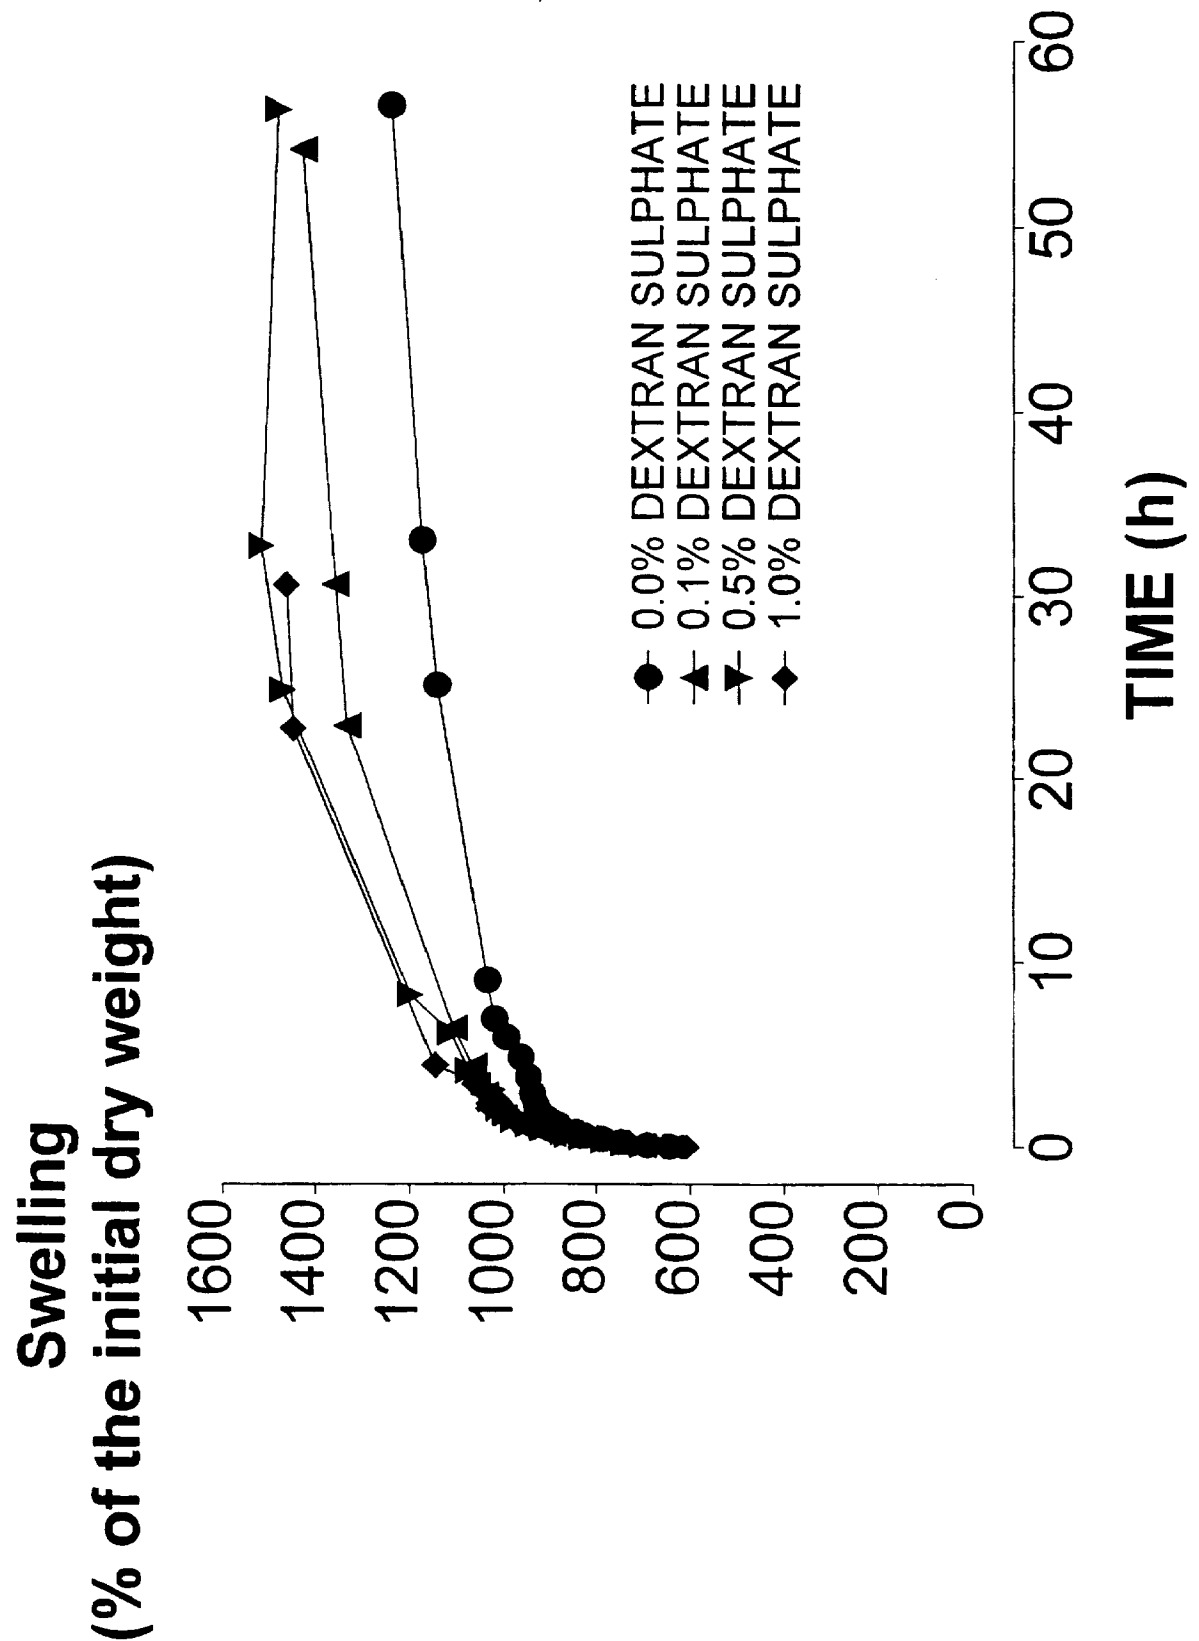 Swelling
(% of the initial dry weight)
1600
1400
1200
1000
800
600
400
200
0
0.0% DEXTRAN SULPHATE
0.1% DEXTRAN SULPHATE
0.5% DEXTRAN SULPHATE
1.0% DEXTRAN SULPHATE
0 10 20 30 40 50 60
TIME (h)